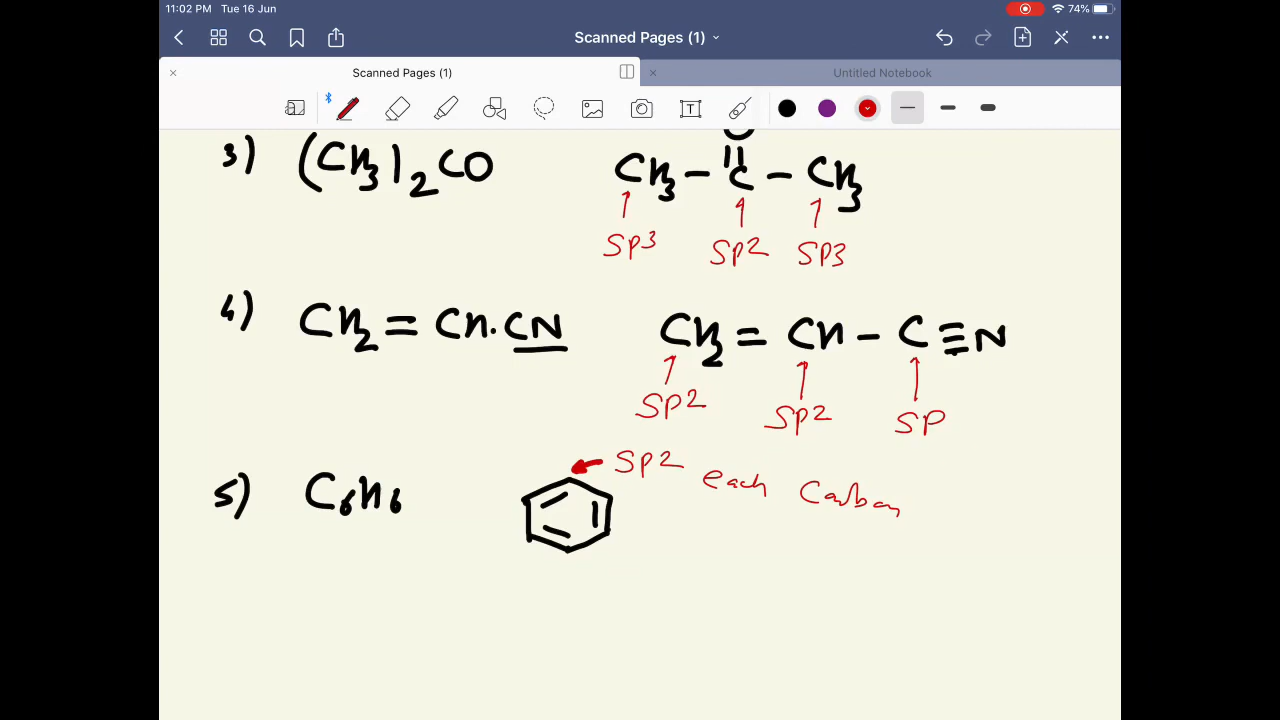 11:02 PM Tue 16 Jun
74%
Scanned Pages (1)
Scanned Pages (1)
Untitled Notebook
3) (CH3)2CO
O
CH3 - C - CH3
SP3 SP2 SP3
4) CH2 = CH.CN
CH2 = CH - C ≡ N
SP2 SP2 SP
5) C6H6
SP2 each Carbon